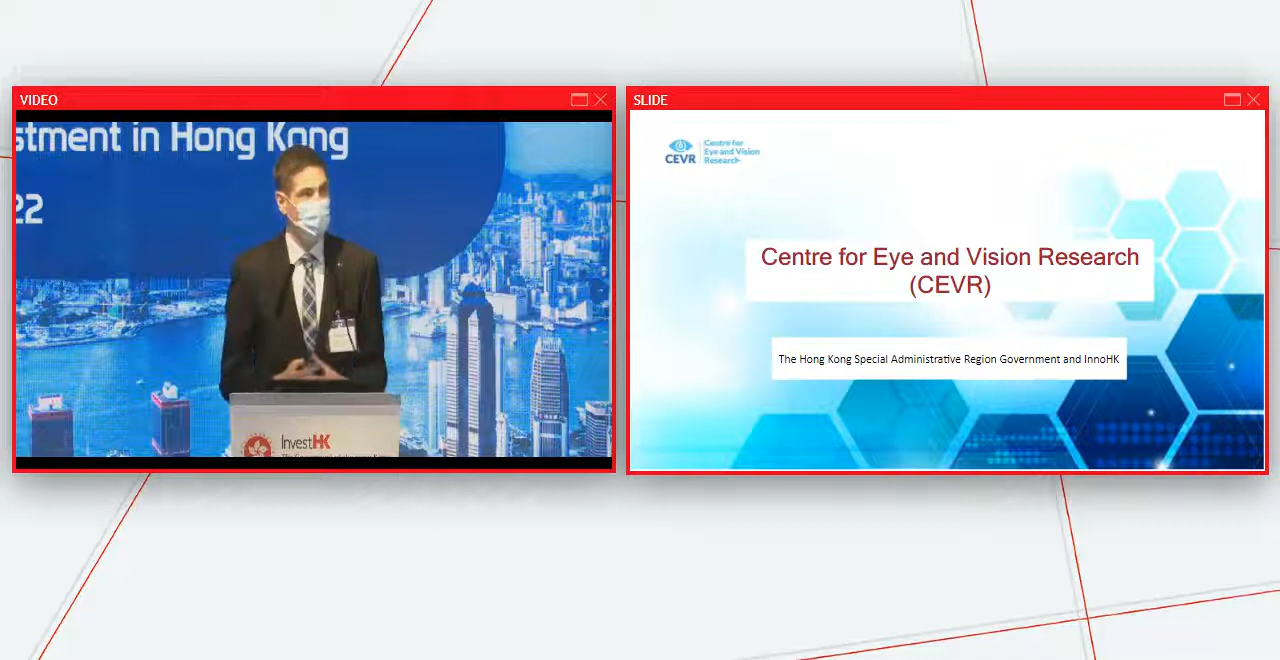 VIDEO
stment in Hong Kong
22
InvestHK
SLIDE
CEVR
Centre for
Eye and Vision
Research
Centre for Eye and Vision Research
(CEVR)
The Hong Kong Special Administrative Region Government and InnoHK